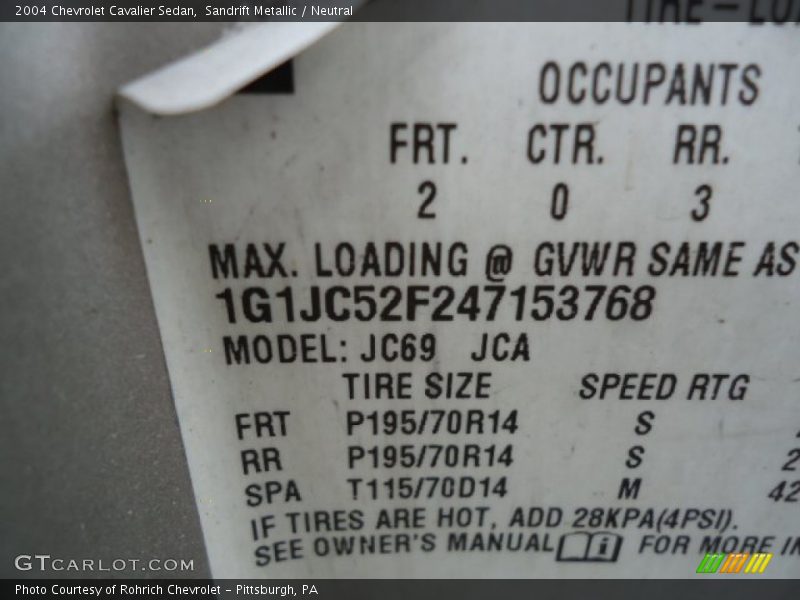 2004 Chevrolet Cavalier Sedan, Sandrift Metallic / Neutral
OCCUPANTS
FRT. CTR. RR.
2 0 3
MAX. LOADING @ GVWR SAME AS
1G1JC52F247153768
MODEL: JC69 JCA
TIRE SIZE SPEED RTG
FRT P195/70R14 S
RR P195/70R14 S 2
SPA T115/70D14 M 42
IF TIRES ARE HOT, ADD 28KPA(4PSI).
SEE OWNER'S MANUAL i FOR MORE IN
GTCARLOT.COM
Photo Courtesy of Rohrich Chevrolet - Pittsburgh, PA